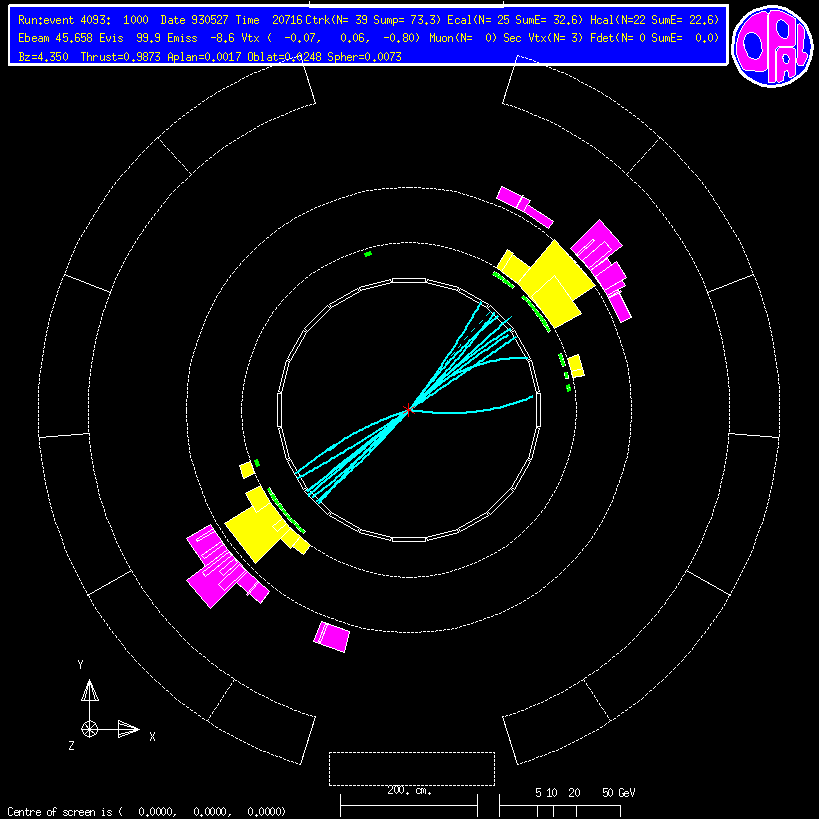 Run:event 4093: 1000 Date 930527 Time 20716 Ctrk(N= 39 Sump= 73.3) Ecal(N= 25 SumE= 32.6) Hcal(N=22 SumE= 22.6)
Ebeam 45.658 Evis 99.9 Emiss -8.6 Vtx ( -0.07, 0.06, -0.80) Muon(N= 0) Sec Vtx(N= 3) Fdet(N= 0 SumE= 0.0)
Bz=4.350 Thrust=0.9873 Aplan=0.0017 Oblat=0.0248 Spher=0.0073
OPAL
Y
X
Z
200. cm.
5 10 20 50 GeV
Centre of screen is ( 0.0000, 0.0000, 0.0000)